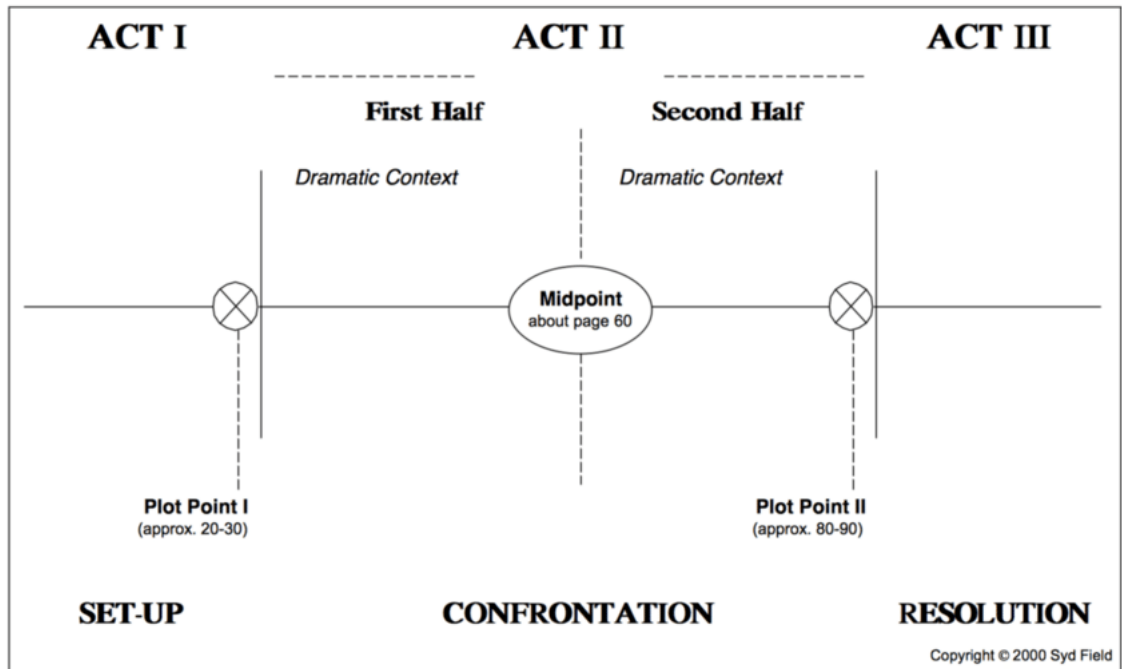 ACT I
ACT II
ACT III
First Half
Second Half
Dramatic Context
Dramatic Context
Midpoint
about page 60
Plot Point I
(approx. 20-30)
Plot Point II
(approx. 80-90)
SET-UP
CONFRONTATION
RESOLUTION
Copyright © 2000 Syd Field